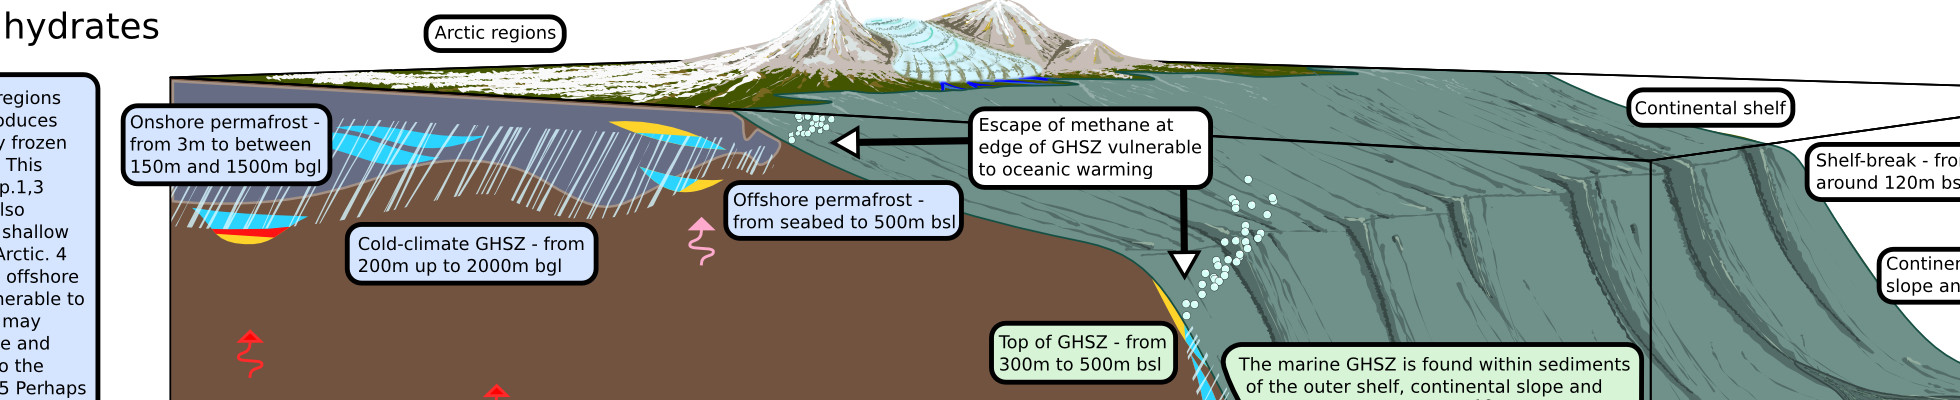 hydrates
Arctic regions
regions
oduces
y frozen
This
p.1,3
lso
shallow
Arctic. 4
offshore
nerable to
may
e and
o the
5 Perhaps
Onshore permafrost -
from 3m to between
150m and 1500m bgl
Cold-climate GHSZ - from
200m up to 2000m bgl
Offshore permafrost -
from seabed to 500m bsl
Escape of methane at
edge of GHSZ vulnerable
to oceanic warming
Continental shelf
Shelf-break - fro
around 120m bs
Continen
slope an
Top of GHSZ - from
300m to 500m bsl
The marine GHSZ is found within sediments
of the outer shelf, continental slope and